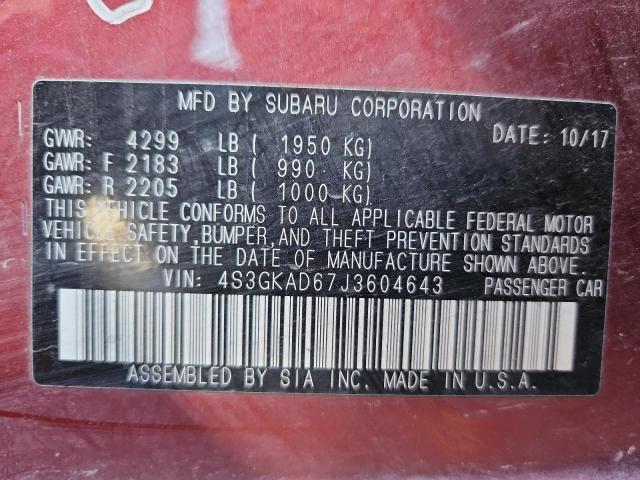 MFD BY SUBARU CORPORATION
DATE: 10/17
GVWR: 4299 LB ( 1950 KG)
GAWR: F 2183 LB ( 990 KG)
GAWR: R 2205 LB ( 1000 KG)
THIS VEHICLE CONFORMS TO ALL APPLICABLE FEDERAL MOTOR
VEHICLE SAFETY, BUMPER, AND THEFT PREVENTION STANDARDS
IN EFFECT ON THE DATE OF MANUFACTURE SHOWN ABOVE.
VIN: 4S3GKAD67J3604643 PASSENGER CAR
ASSEMBLED BY SIA INC. MADE IN U.S.A.